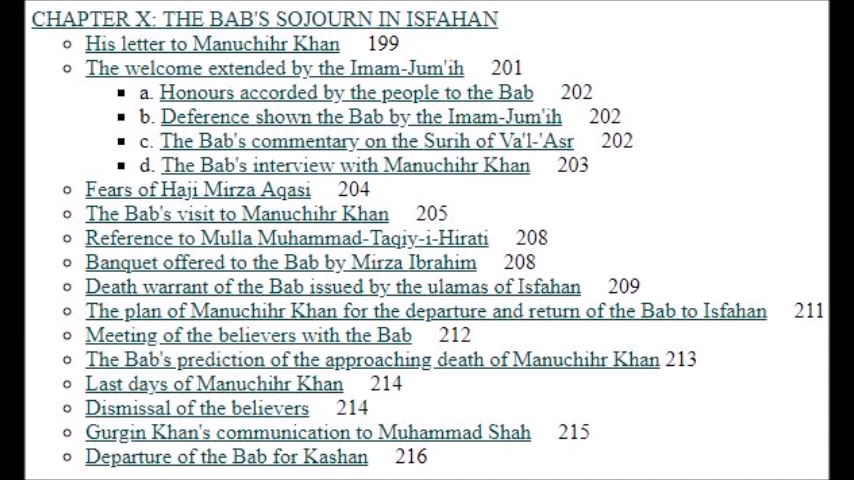 CHAPTER X: THE BAB'S SOJOURN IN ISFAHAN
His letter to Manuchihr Khan 199
The welcome extended by the Imam-Jum'ih 201
a. Honours accorded by the people to the Bab 202
b. Deference shown the Bab by the Imam-Jum'ih 202
c. The Bab's commentary on the Surih of Va'l-'Asr 202
d. The Bab's interview with Manuchihr Khan 203
Fears of Haji Mirza Aqasi 204
The Bab's visit to Manuchihr Khan 205
Reference to Mulla Muhammad-Taqiy-i-Hirati 208
Banquet offered to the Bab by Mirza Ibrahim 208
Death warrant of the Bab issued by the ulamas of Isfahan 209
The plan of Manuchihr Khan for the departure and return of the Bab to Isfahan 211
Meeting of the believers with the Bab 212
The Bab's prediction of the approaching death of Manuchihr Khan 213
Last days of Manuchihr Khan 214
Dismissal of the believers 214
Gurgin Khan's communication to Muhammad Shah 215
Departure of the Bab for Kashan 216